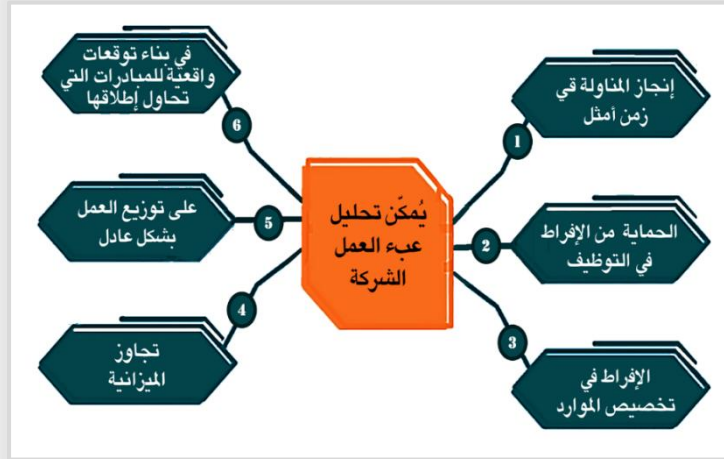 يُمكّن تحليل
عبء العمل
الشركة
إنجاز المناولة قي
زمن أمثل
1
الحماية من الإفراط
في التوظيف
2
الإفراط في
تخصيص الموارد
3
تجاوز
الميزانية
4
على توزيع العمل
بشكل عادل
5
في بناء توقعات
واقعية للمبادرات التي
تحاول إطلاقها
6